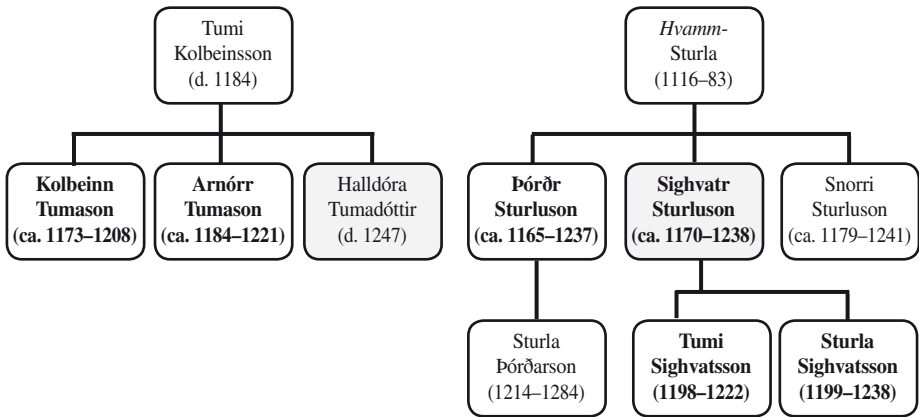 Tumi
Kolbeinsson
(d. 1184)
Hvamm-
Sturla
(1116–83)
Kolbeinn
Tumason
(ca. 1173–1208)
Arnórr
Tumason
(ca. 1184–1221)
Halldóra
Tumadóttir
(d. 1247)
Þórðr
Sturluson
(ca. 1165–1237)
Sighvatr
Sturluson
(ca. 1170–1238)
Snorri
Sturluson
(ca. 1179–1241)
Sturla
Þórðarson
(1214–1284)
Tumi
Sighvatsson
(1198–1222)
Sturla
Sighvatsson
(1199–1238)